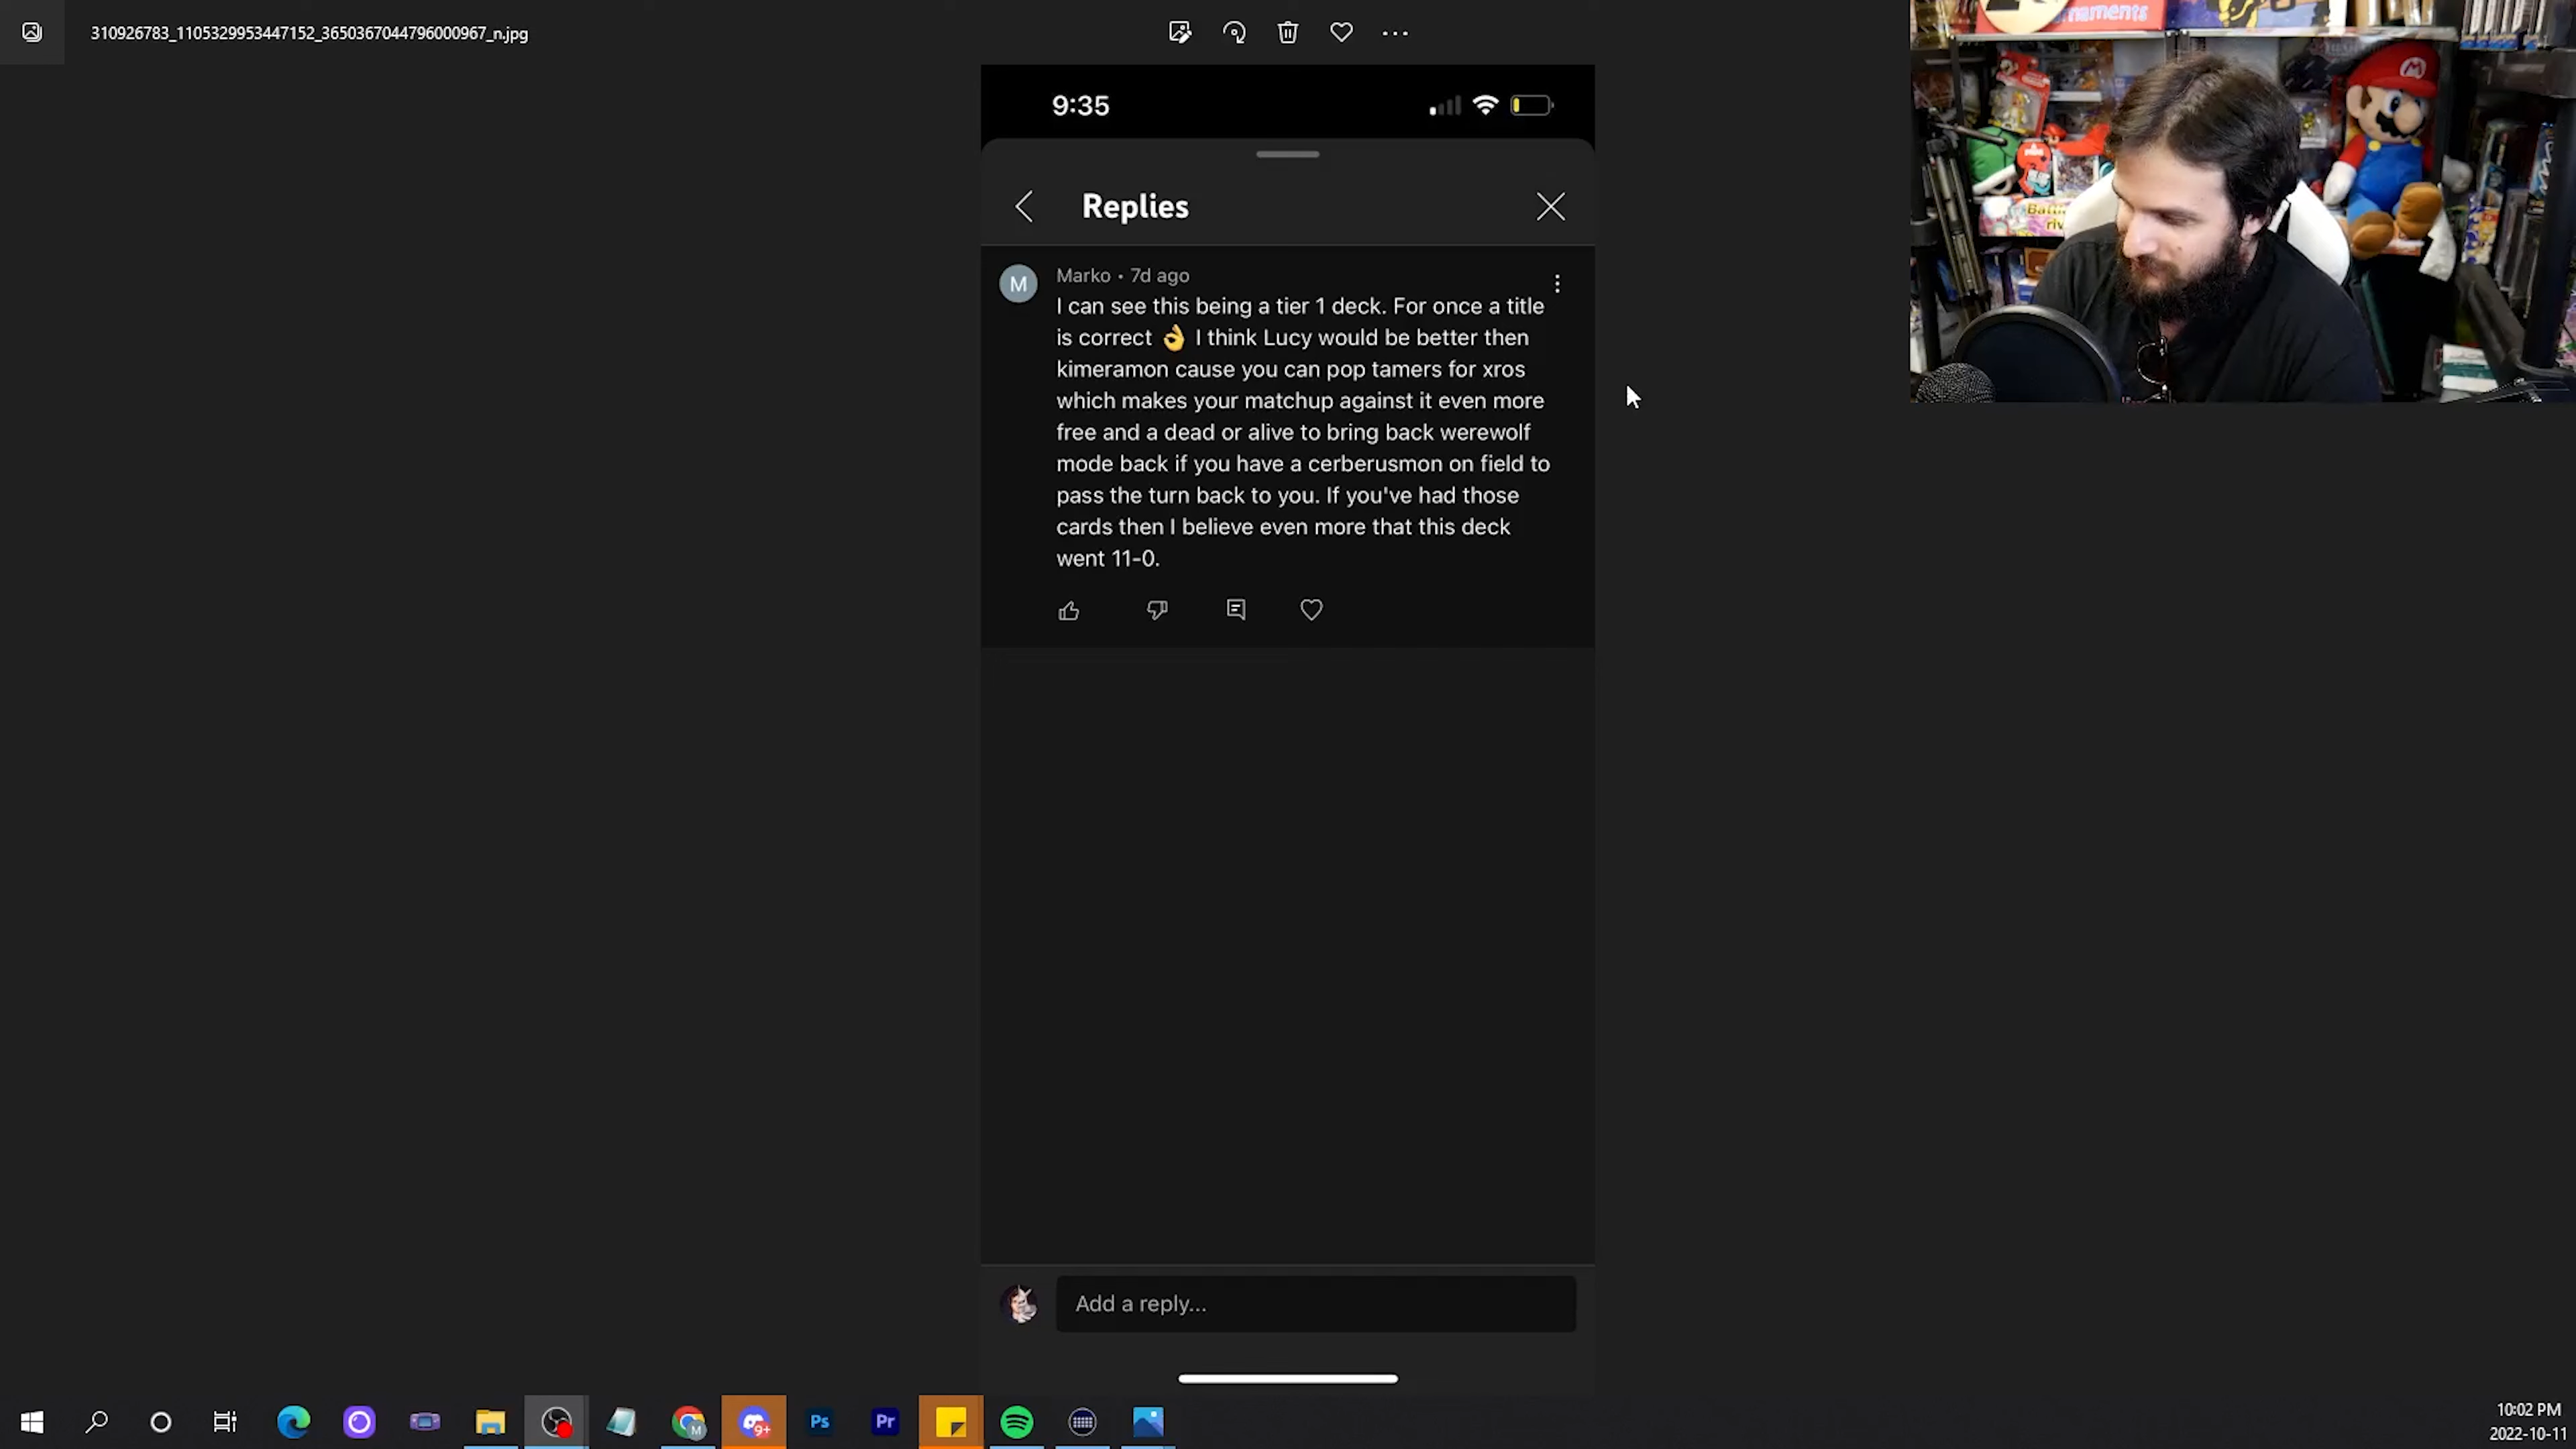 310926783_1105329953447152_3650367044796000967_n.jpg
9:35
Replies
M
Marko • 7d ago
I can see this being a tier 1 deck. For once a title
is correct 👌 I think Lucy would be better then
kimeramon cause you can pop tamers for xros
which makes your matchup against it even more
free and a dead or alive to bring back werewolf
mode back if you have a cerberusmon on field to
pass the turn back to you. If you've had those
cards then I believe even more that this deck
went 11-0.
Add a reply...
M
M
9+
Ps
Pr
10:02 PM
2022-10-11